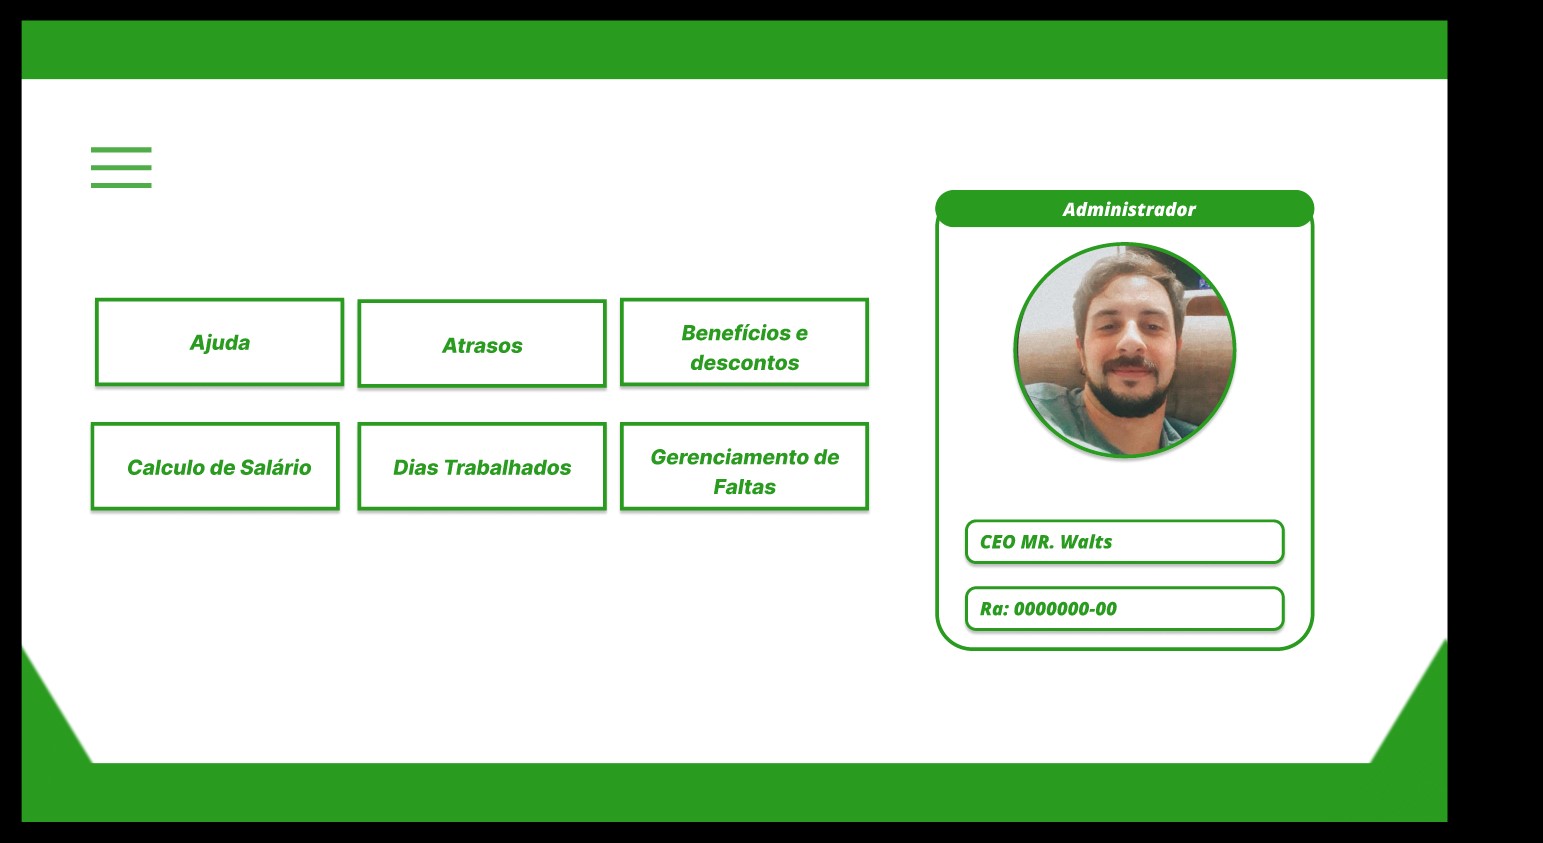 Administrador
Ajuda
Atrasos
Benefícios e
descontos
Calculo de Salário
Dias Trabalhados
Gerenciamento de
Faltas
CEO MR. Walts
Ra: 0000000-00